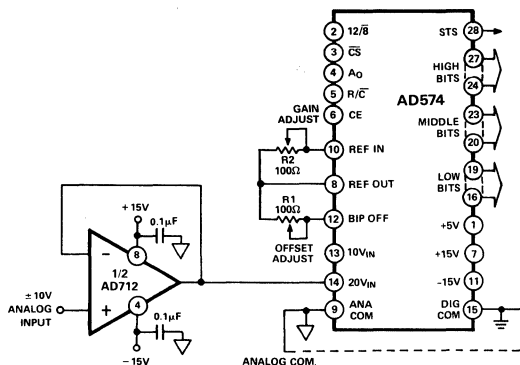 2 12/8̅ STS 28
3 C̅S̅ 27
4 A₀ HIGH BITS 24
5 R/C̅ AD574
6 CE 23
GAIN ADJUST MIDDLE BITS
10 REF IN 20
R2
100Ω
8 REF OUT 19
R1
100Ω
LOW BITS 16
12 BIP OFF
OFFSET ADJUST
+5V 1
13 10V_IN
+15V 7
14 20V_IN
-15V 11
9 ANA COM
DIG COM 15
+15V
0.1µF
8
−
1/2
AD712
+
4
±10V
ANALOG
INPUT
0.1µF
−15V
ANALOG COM.